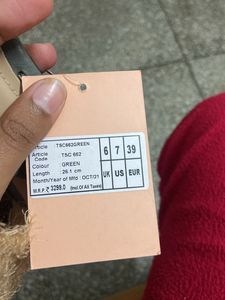 Article : TSC662GREEN
Article Code : TSC 662
Colour : GREEN
Length : 26.1 cm
Month/Year of Mfd : OCT/21
M.R.P. ₹ 3299.0 (Incl.Of All Taxes)
6 7 39
UK US EUR